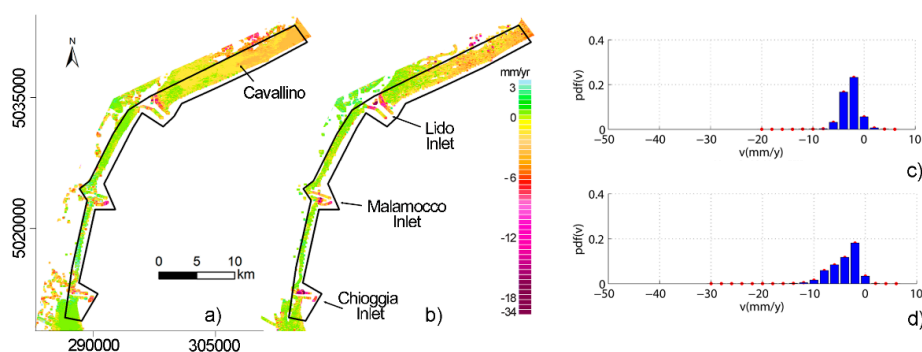 N
5035000
5020000
290000
305000
Cavallino
0 5 10
km
a)
Lido
Inlet
Malamocco
Inlet
Chioggia
Inlet
b)
mm/yr
3
0
-6
-12
-18
-34
0.4
0.2
0
pdf(v)
−50 −40 −30 −20 −10 0 10
v(mm/y)
c)
0.4
0.2
0
pdf(v)
−50 −40 −30 −20 −10 0 10
v(mm/y)
d)